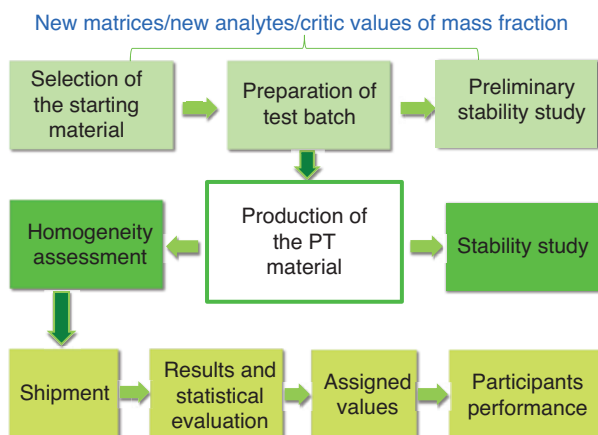 New matrices/new analytes/critic values of mass fraction
Selection of
the starting
material
Preparation of
test batch
Preliminary
stability study
Homogeneity
assessment
Production of
the PT
material
Stability study
Shipment
Results and
statistical
evaluation
Assigned
values
Participants
performance